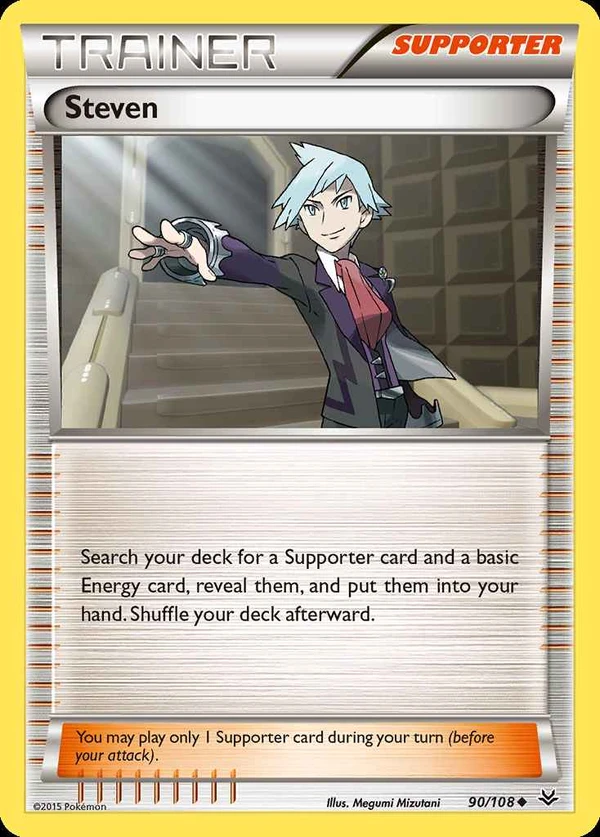 TRAINER
SUPPORTER
Steven
Search your deck for a Supporter card and a basic
Energy card, reveal them, and put them into your
hand. Shuffle your deck afterward.
You may play only 1 Supporter card during your turn (before
your attack).
©2015 Pokémon
Illus. Megumi Mizutani
90/108